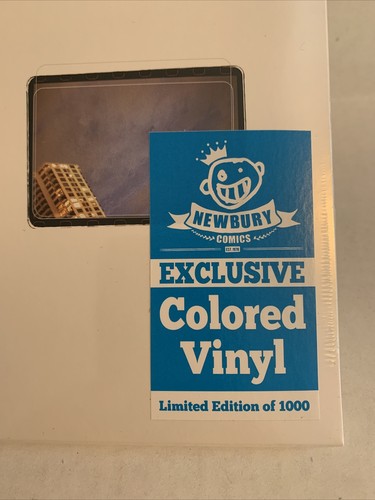 NEWBURY
COMICS
EXCLUSIVE
Colored
Vinyl
Limited Edition of 1000